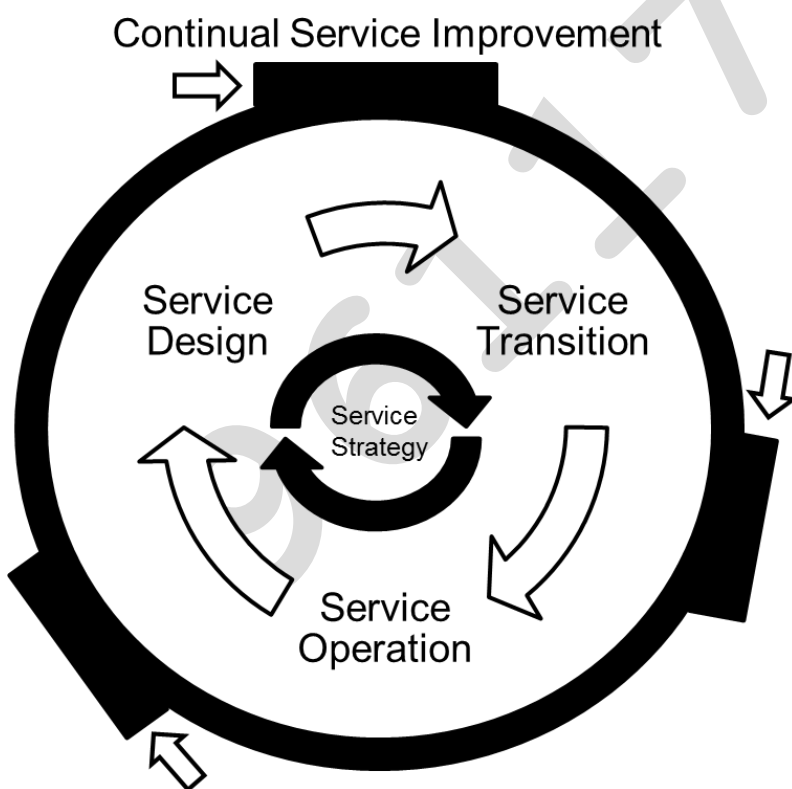 Continual Service Improvement
Service
Design
Service
Transition
Service
Strategy
Service
Operation